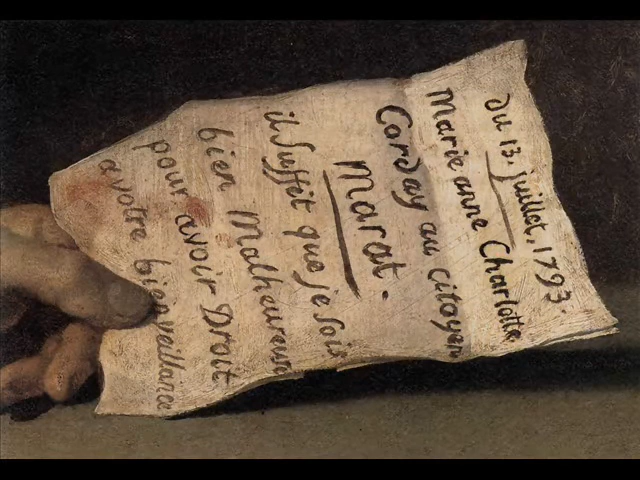 du 13. juillet, 1793.
Marie anne Charlotte
Corday au citoyen
Marat.
il suffit que je sois
bien Malheureuse
pour avoir Droit
a votre bienveillance